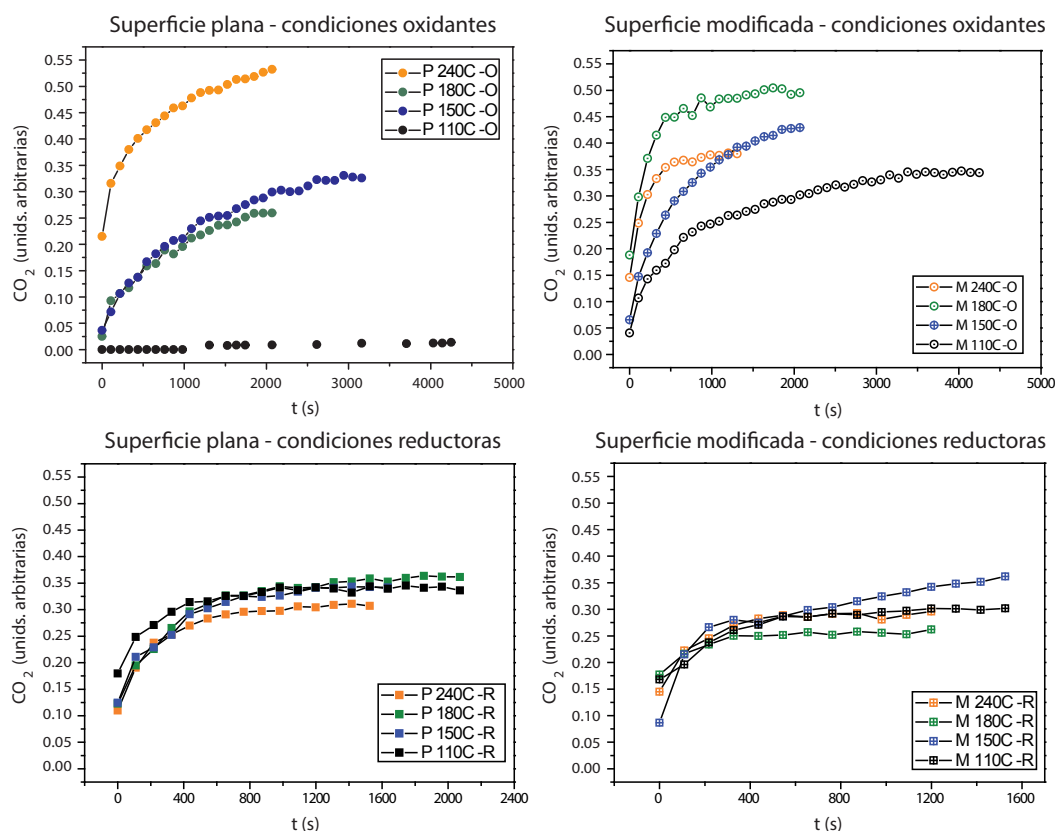 Superficie plana - condiciones oxidantes
CO2 (unids. arbitrarias)
0.55
0.50
0.45
0.40
0.35
0.30
0.25
0.20
0.15
0.10
0.05
0.00
P 240C -O
P 180C -O
P 150C -O
P 110C -O
0 1000 2000 3000 4000 5000
t (s)
Superficie modificada - condiciones oxidantes
CO2 (unids. arbitrarias)
0.55
0.50
0.45
0.40
0.35
0.30
0.25
0.20
0.15
0.10
0.05
0.00
M 240C-O
M 180C-O
M 150C-O
M 110C-O
0 1000 2000 3000 4000 5000
t (s)
Superficie plana - condiciones reductoras
CO2 (unids. arbitrarias)
0.55
0.50
0.45
0.40
0.35
0.30
0.25
0.20
0.15
0.10
0.05
0.00
P 240C -R
P 180C -R
P 150C -R
P 110C -R
0 400 800 1200 1600 2000 2400
t (s)
Superficie modificada - condiciones reductoras
CO2 (unids. arbitrarias)
0.55
0.50
0.45
0.40
0.35
0.30
0.25
0.20
0.15
0.10
0.05
0.00
M 240C -R
M 180C -R
M 150C -R
M 110C -R
0 400 800 1200 1600
t (s)